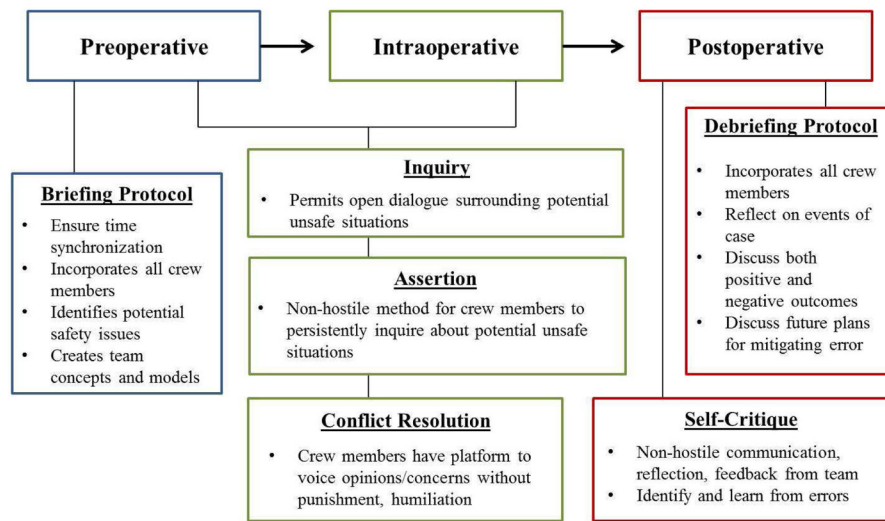 Preoperative
Intraoperative
Postoperative
Briefing Protocol
• Ensure time
synchronization
• Incorporates all crew
members
• Identifies potential
safety issues
• Creates team
concepts and models
Inquiry
• Permits open dialogue surrounding potential
unsafe situations
Assertion
• Non-hostile method for crew members to
persistently inquire about potential unsafe
situations
Conflict Resolution
• Crew members have platform to
voice opinions/concerns without
punishment, humiliation
Debriefing Protocol
• Incorporates all crew
members
• Reflect on events of
case
• Discuss both
positive and
negative outcomes
• Discuss future plans
for mitigating error
Self-Critique
• Non-hostile communication,
reflection, feedback from team
• Identify and learn from errors